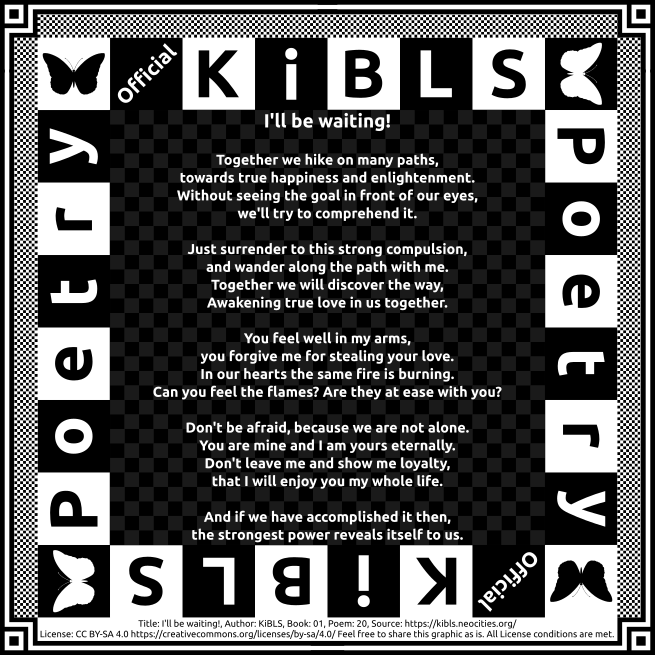 Official KiBLS
Poetry
Poetry
I'll be waiting!
Together we hike on many paths,
towards true happiness and enlightenment.
Without seeing the goal in front of our eyes,
we'll try to comprehend it.
Just surrender to this strong compulsion,
and wander along the path with me.
Together we will discover the way,
Awakening true love in us together.
You feel well in my arms,
you forgive me for stealing your love.
In our hearts the same fire is burning.
Can you feel the flames? Are they at ease with you?
Don't be afraid, because we are not alone.
You are mine and I am yours eternally.
Don't leave me and show me loyalty,
that I will enjoy you my whole life.
And if we have accomplished it then,
the strongest power reveals itself to us.
Official KiBLS
Title: I'll be waiting!, Author: KiBLS, Book: 01, Poem: 20, Source: https://kibls.neocities.org/
License: CC BY-SA 4.0 https://creativecommons.org/licenses/by-sa/4.0/ Feel free to share this graphic as is. All License conditions are met.